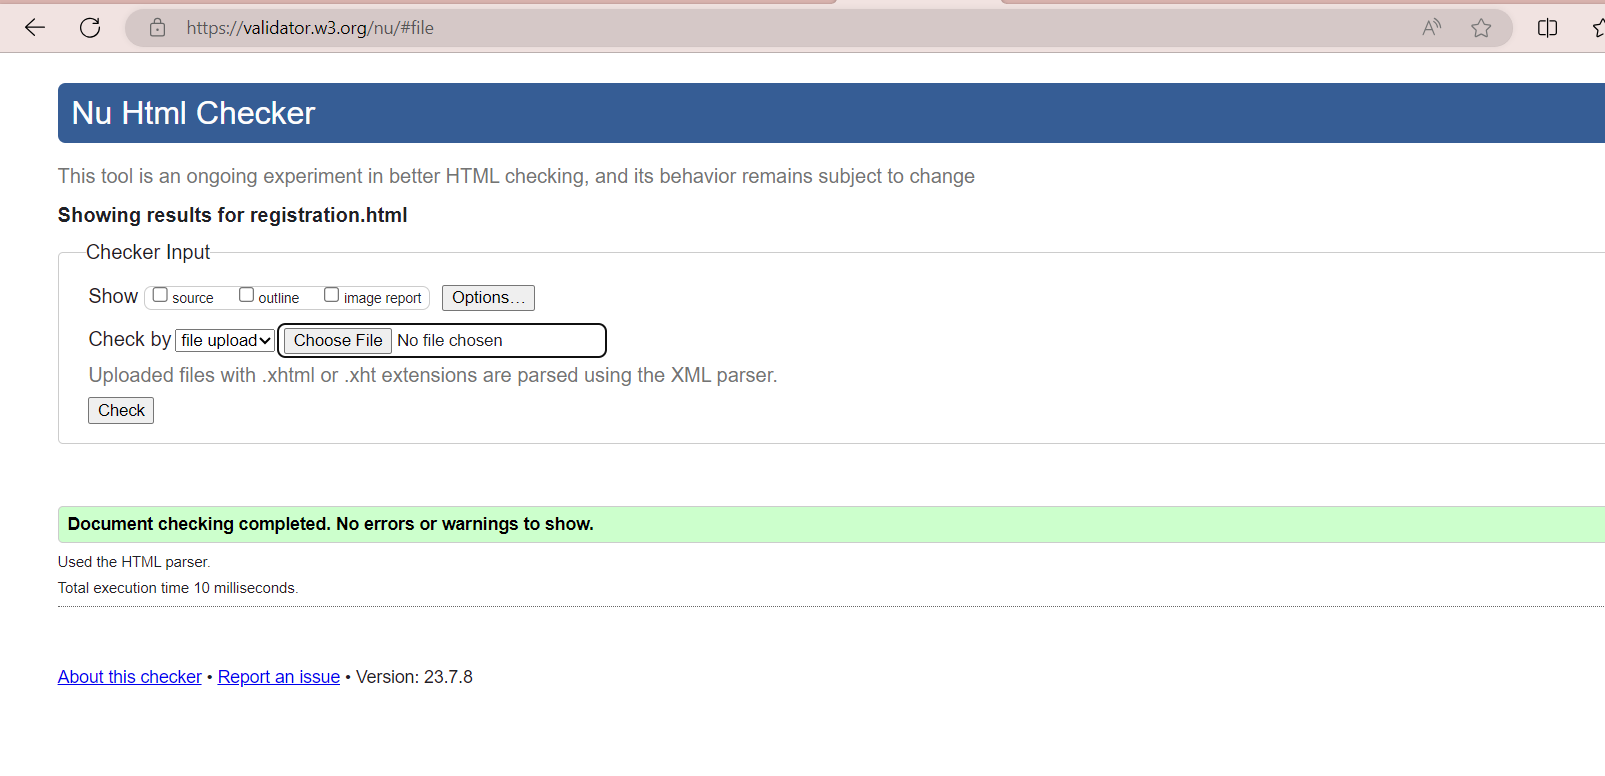 https://validator.w3.org/nu/#file
Nu Html Checker
This tool is an ongoing experiment in better HTML checking, and its behavior remains subject to change
Showing results for registration.html
Checker Input
Show source outline image report Options…
Check by file upload Choose File No file chosen
Uploaded files with .xhtml or .xht extensions are parsed using the XML parser.
Check
Document checking completed. No errors or warnings to show.
Used the HTML parser.
Total execution time 10 milliseconds.
About this checker • Report an issue • Version: 23.7.8